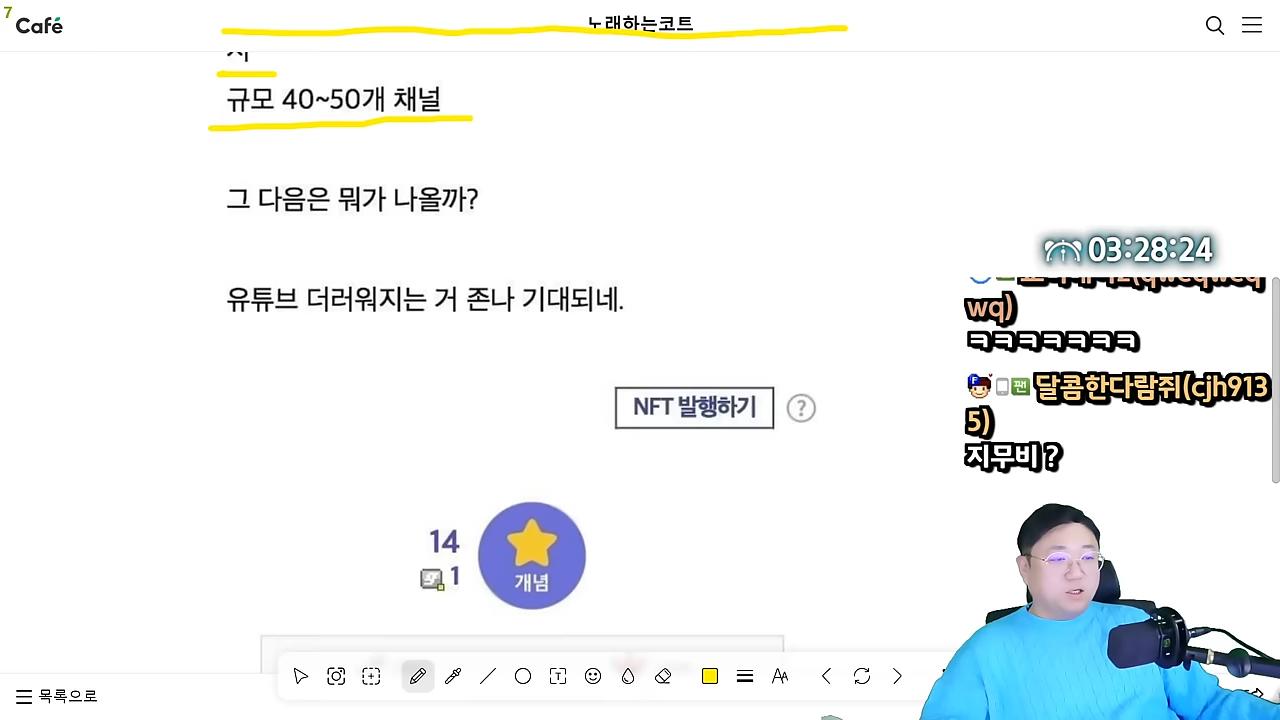 7
Café
노래하는코트
규모 40~50개 채널
그 다음은 뭐가 나올까?
03:28:24
유튜브 더러워지는 거 존나 기대되네.
wq)
ㅋㅋㅋㅋㅋㅋㅋ
짼 달콤한다람쥐(cjh913
5)
지무비?
NFT 발행하기 ?
14
1
개념
목록으로